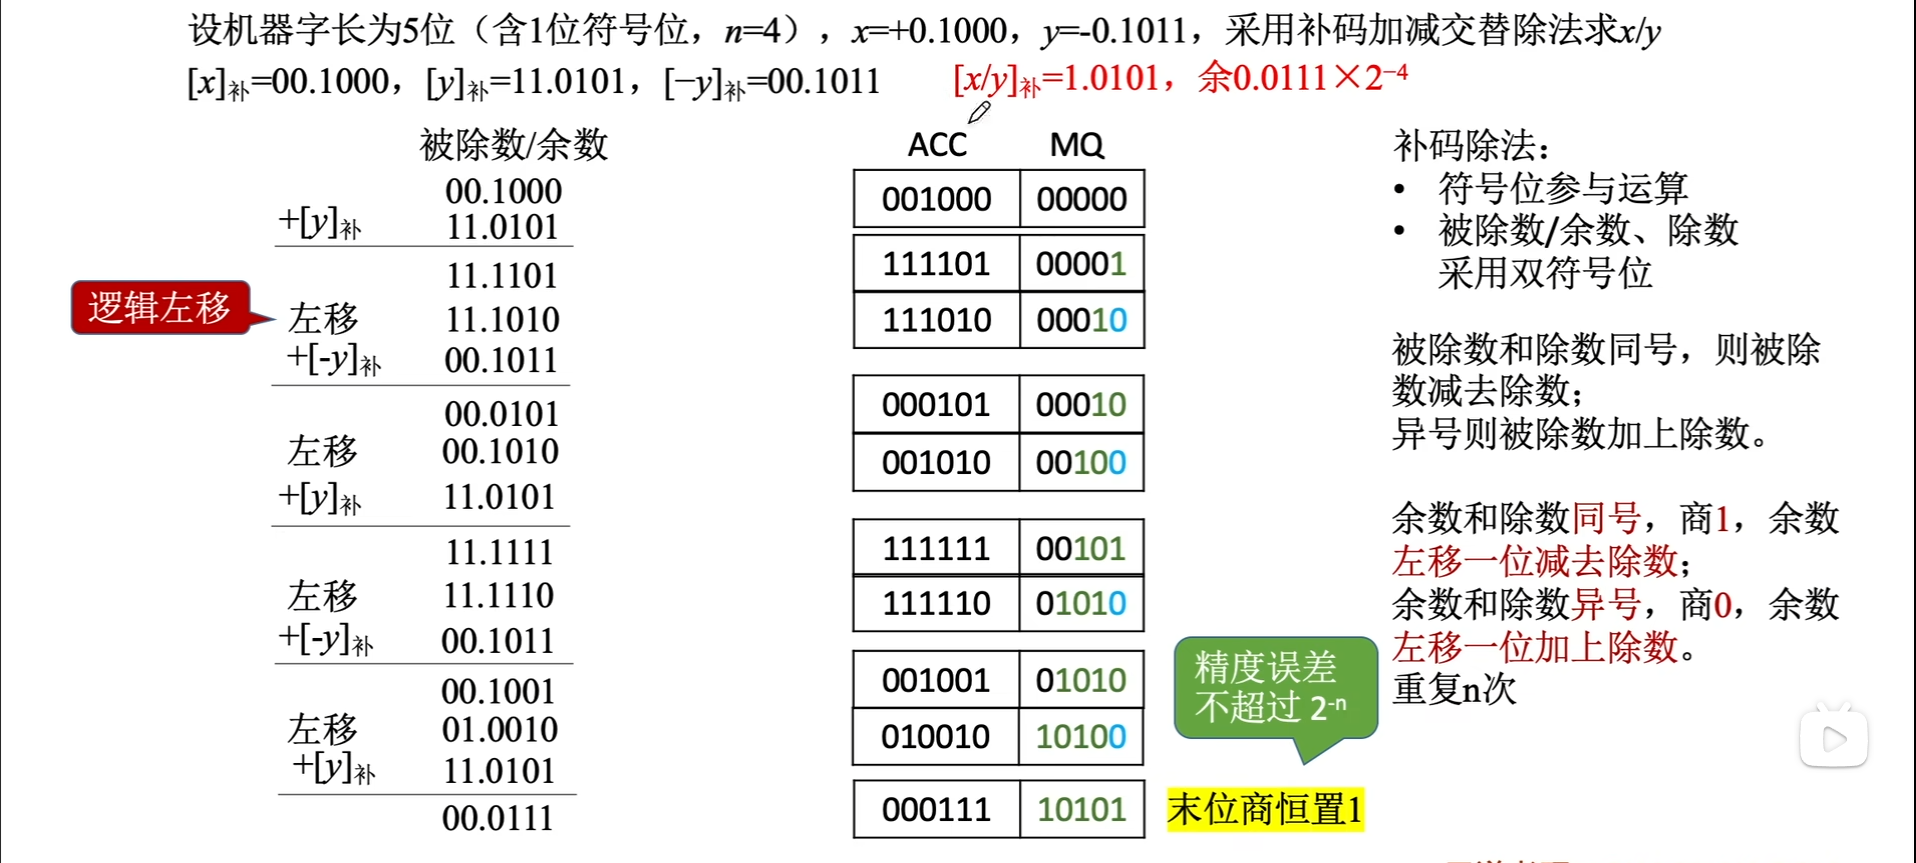 设机器字长为5位（含1位符号位，n=4），x=+0.1000，y=-0.1011，采用补码加减交替除法求x/y
[x]补=00.1000，[y]补=11.0101，[−y]补=00.1011 [x/y]补=1.0101，余0.0111×2⁻⁴
被除数/余数
00.1000
+[y]补 11.0101
11.1101
逻辑左移
左移 11.1010
+[-y]补 00.1011
00.0101
左移 00.1010
+[y]补 11.0101
11.1111
左移 11.1110
+[-y]补 00.1011
00.1001
左移 01.0010
+[y]补 11.0101
00.0111
ACC MQ
001000 00000
111101 00001
111010 00010
000101 00010
001010 00100
111111 00101
111110 01010
001001 01010
010010 10100
000111 10101
精度误差
不超过 2⁻ⁿ
末位商恒置1
补码除法：
• 符号位参与运算
• 被除数/余数、除数
采用双符号位
被除数和除数同号，则被除
数减去除数；
异号则被除数加上除数。
余数和除数同号，商1，余数
左移一位减去除数；
余数和除数异号，商0，余数
左移一位加上除数。
重复n次